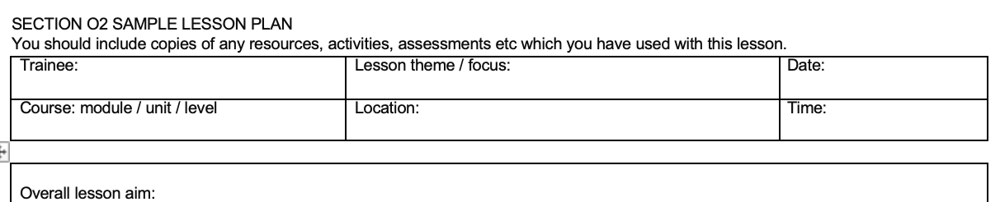 SECTION O2 SAMPLE LESSON PLAN
You should include copies of any resources, activities, assessments etc which you have used with this lesson.
Trainee:
Lesson theme / focus:
Date:
Course: module / unit / level
Location:
Time:
Overall lesson aim: